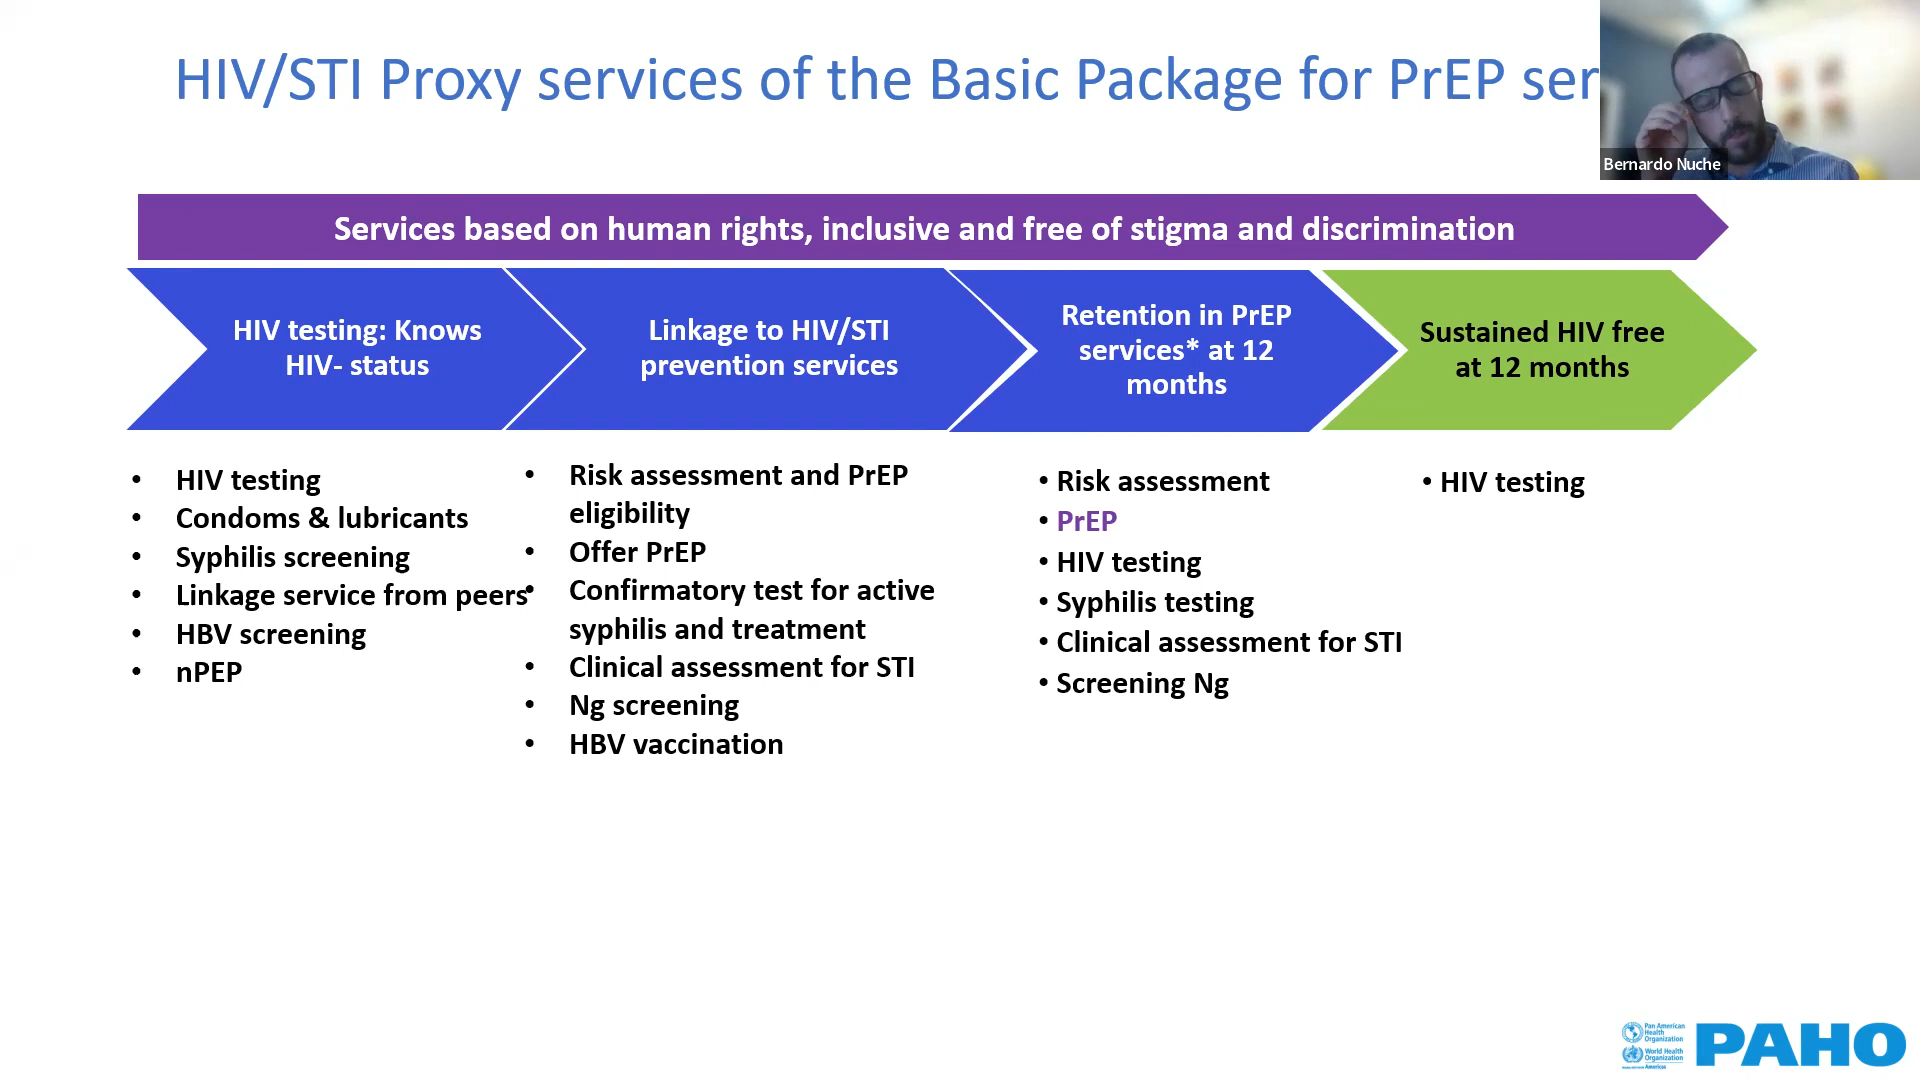 HIV/STI Proxy services of the Basic Package for PrEP ser
Bernardo Nuche
Services based on human rights, inclusive and free of stigma and discrimination
HIV testing: Knows
HIV- status
Linkage to HIV/STI
prevention services
Retention in PrEP
services* at 12
months
Sustained HIV free
at 12 months
• HIV testing
• Condoms & lubricants
• Syphilis screening
• Linkage service from peers
• HBV screening
• nPEP
• Risk assessment and PrEP
eligibility
• Offer PrEP
• Confirmatory test for active
syphilis and treatment
• Clinical assessment for STI
• Ng screening
• HBV vaccination
• Risk assessment
• PrEP
• HIV testing
• Syphilis testing
• Clinical assessment for STI
• Screening Ng
• HIV testing
Pan American
Health
Organization
World Health
Organization
Americas
PAHO